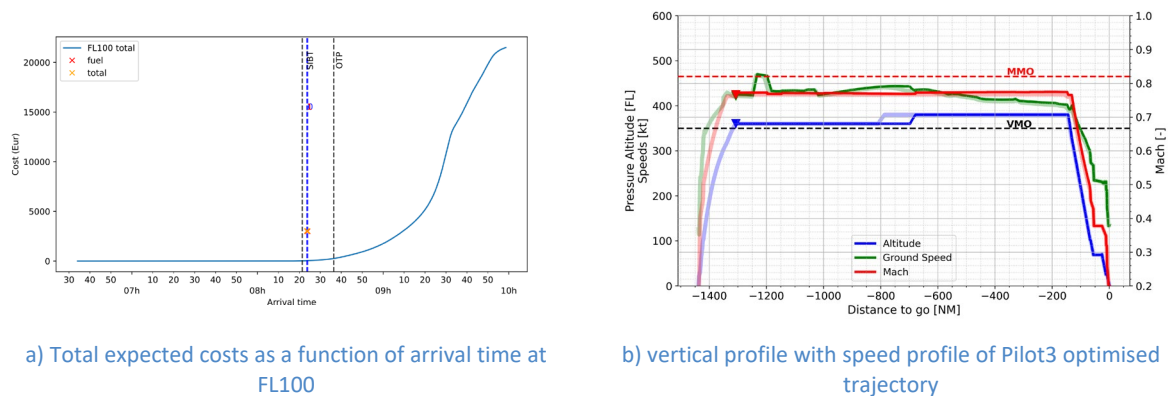 20000
15000
10000
5000
0
Cost (Eur)
FL100 total
fuel
total
SIBT
OTP
0
30 40 50 10 20 30 40 50 10 20 30 40 50 10 20 30 40 50
07h 08h 09h 10h
Arrival time
600
500
400
300
200
100
0
Pressure Altitude [FL]
Speeds [kt]
1.0
0.9
0.8
0.7
0.6
0.5
0.4
0.3
0.2
Mach [-]
MMO
VMO
Altitude
Ground Speed
Mach
−1400 −1200 −1000 −800 −600 −400 −200 0
Distance to go [NM]
a) Total expected costs as a function of arrival time at
FL100
b) vertical profile with speed profile of Pilot3 optimised
trajectory